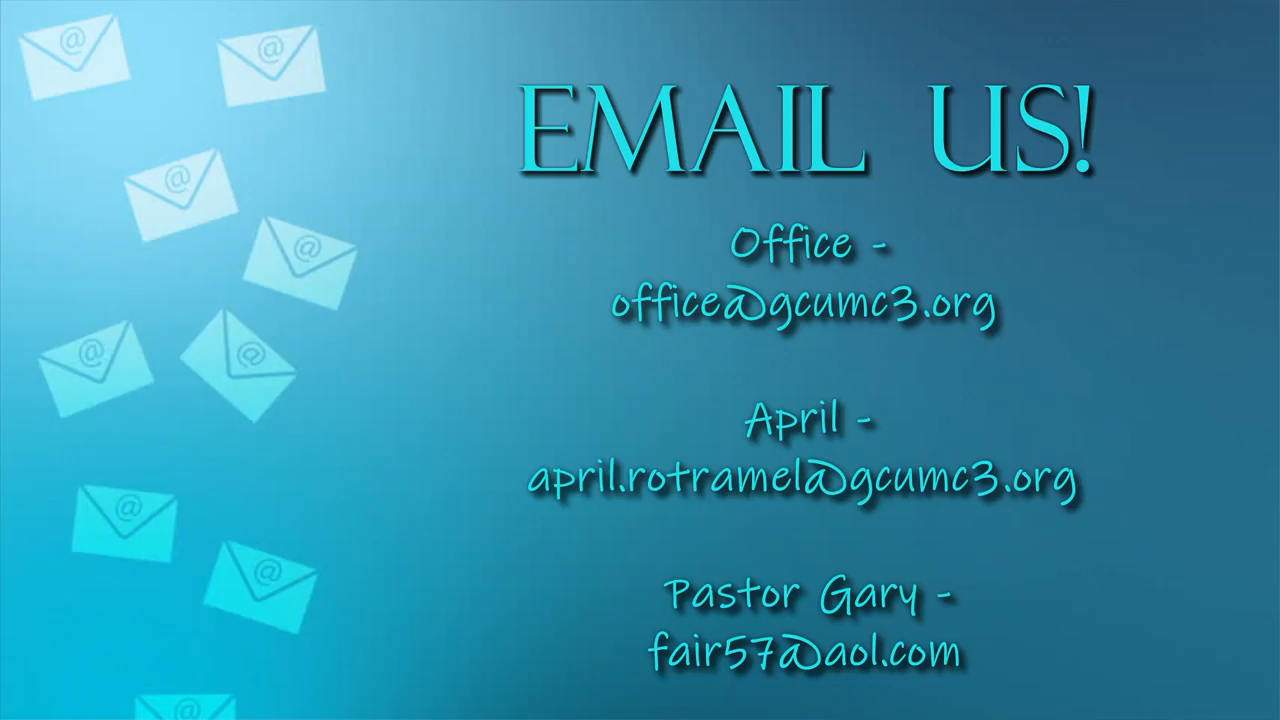 EMAIL US!
Office -
office@gcumc3.org
April -
april.rotramel@gcumc3.org
Pastor Gary -
fair57@aol.com